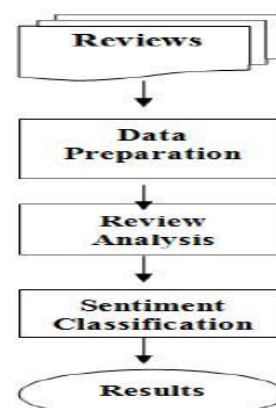 Reviews
Data
Preparation
Review
Analysis
Sentiment
Classification
Results